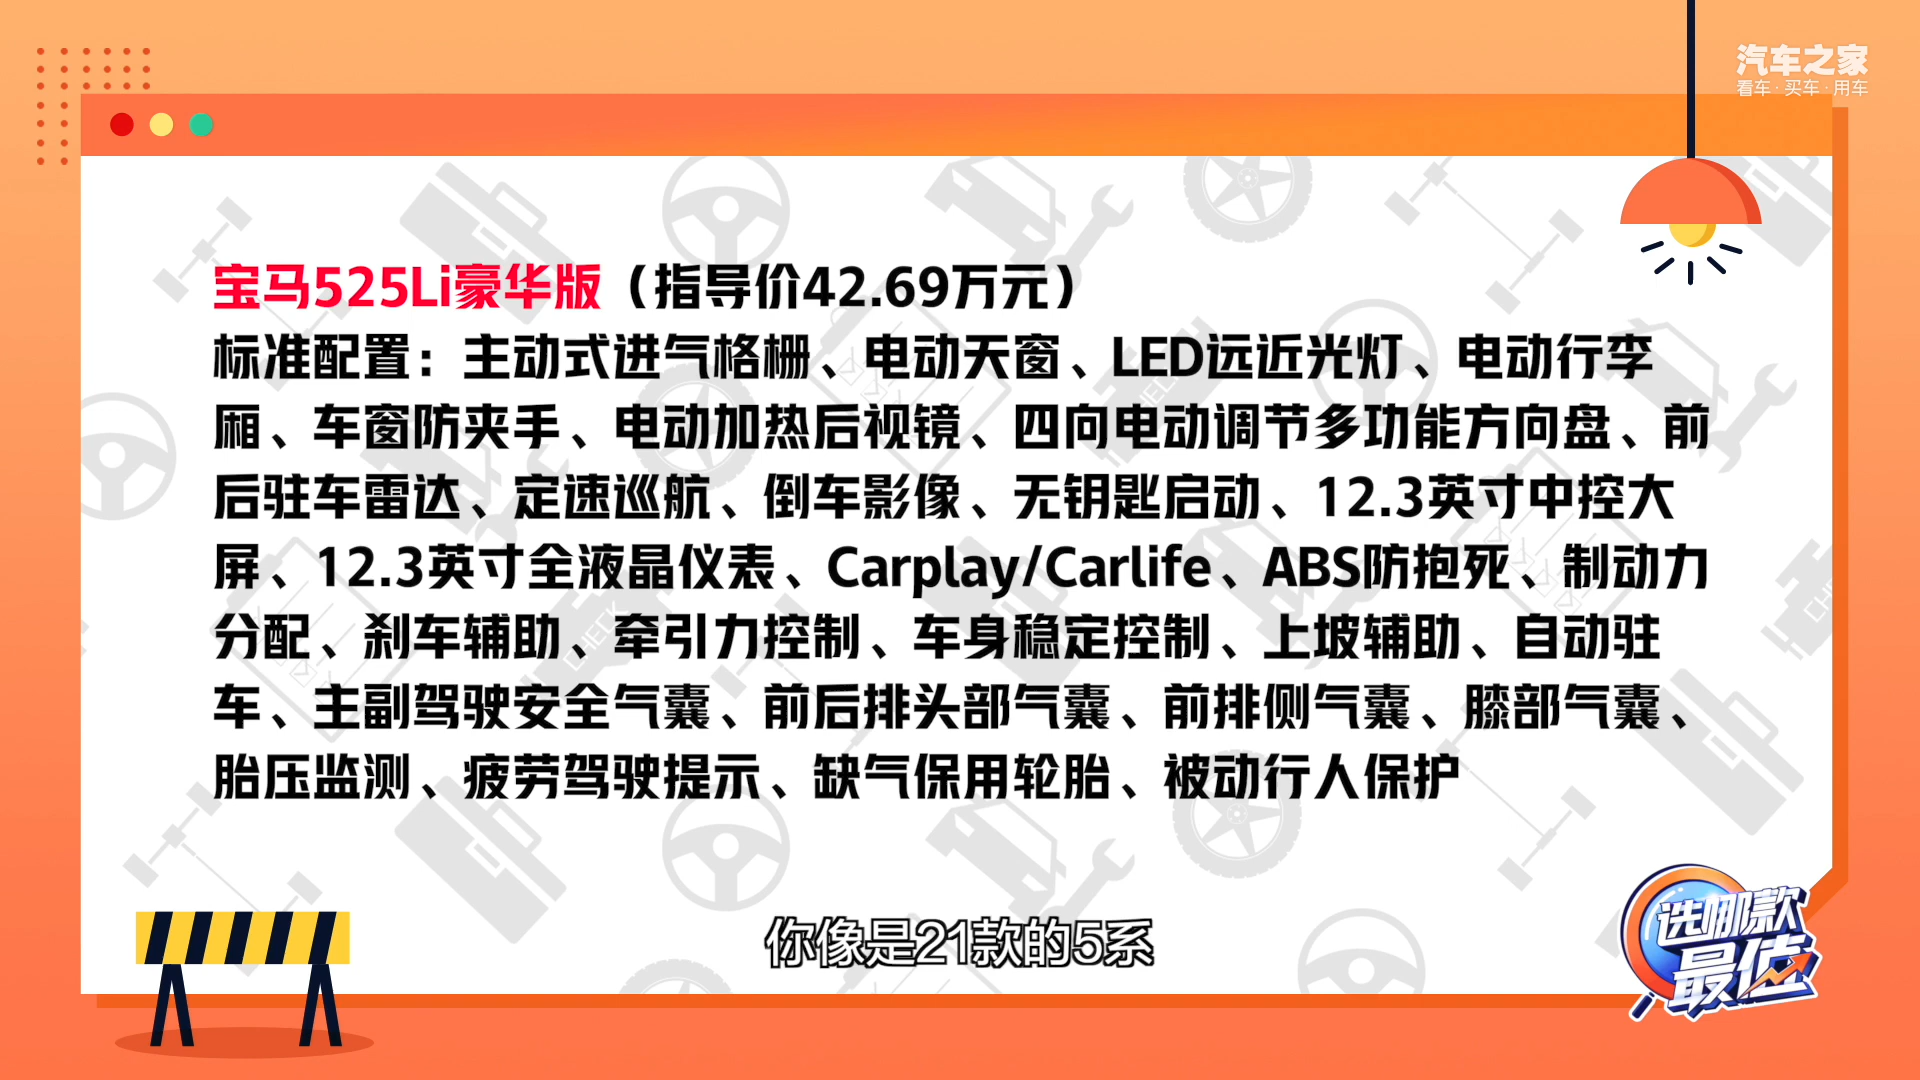 汽车之家
看车·买车·用车
宝马525Li豪华版（指导价42.69万元）
标准配置：主动式进气格栅、电动天窗、LED远近光灯、电动行李
厢、车窗防夹手、电动加热后视镜、四向电动调节多功能方向盘、前
后驻车雷达、定速巡航、倒车影像、无钥匙启动、12.3英寸中控大
屏、12.3英寸全液晶仪表、Carplay/Carlife、ABS防抱死、制动力
分配、刹车辅助、牵引力控制、车身稳定控制、上坡辅助、自动驻
车、主副驾驶安全气囊、前后排头部气囊、前排侧气囊、膝部气囊、
胎压监测、疲劳驾驶提示、缺气保用轮胎、被动行人保护
你像是21款的5系
选哪款
最值